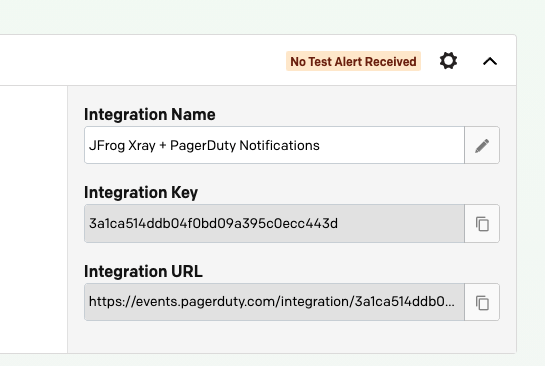 No Test Alert Received
Integration Name
JFrog Xray + PagerDuty Notifications
Integration Key
3a1ca514ddb04f0bd09a395c0ecc443d
Integration URL
https://events.pagerduty.com/integration/3a1ca514ddb0...